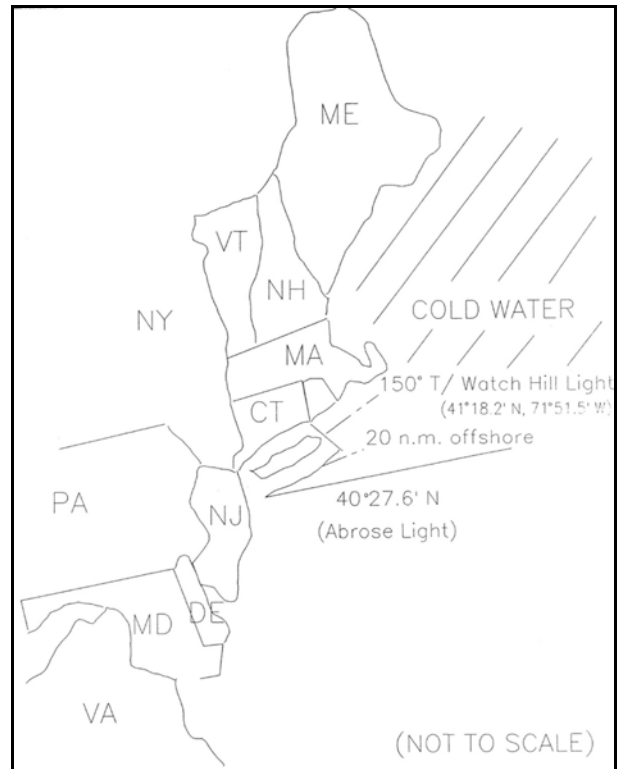 ME
VT
NH
NY
COLD WATER
MA
150° T/ Watch Hill Light
(41°18.2' N, 71°51.5' W)
CT
20 n.m. offshore
40°27.6' N
(Abrose Light)
PA
NJ
DE
MD
VA
(NOT TO SCALE)